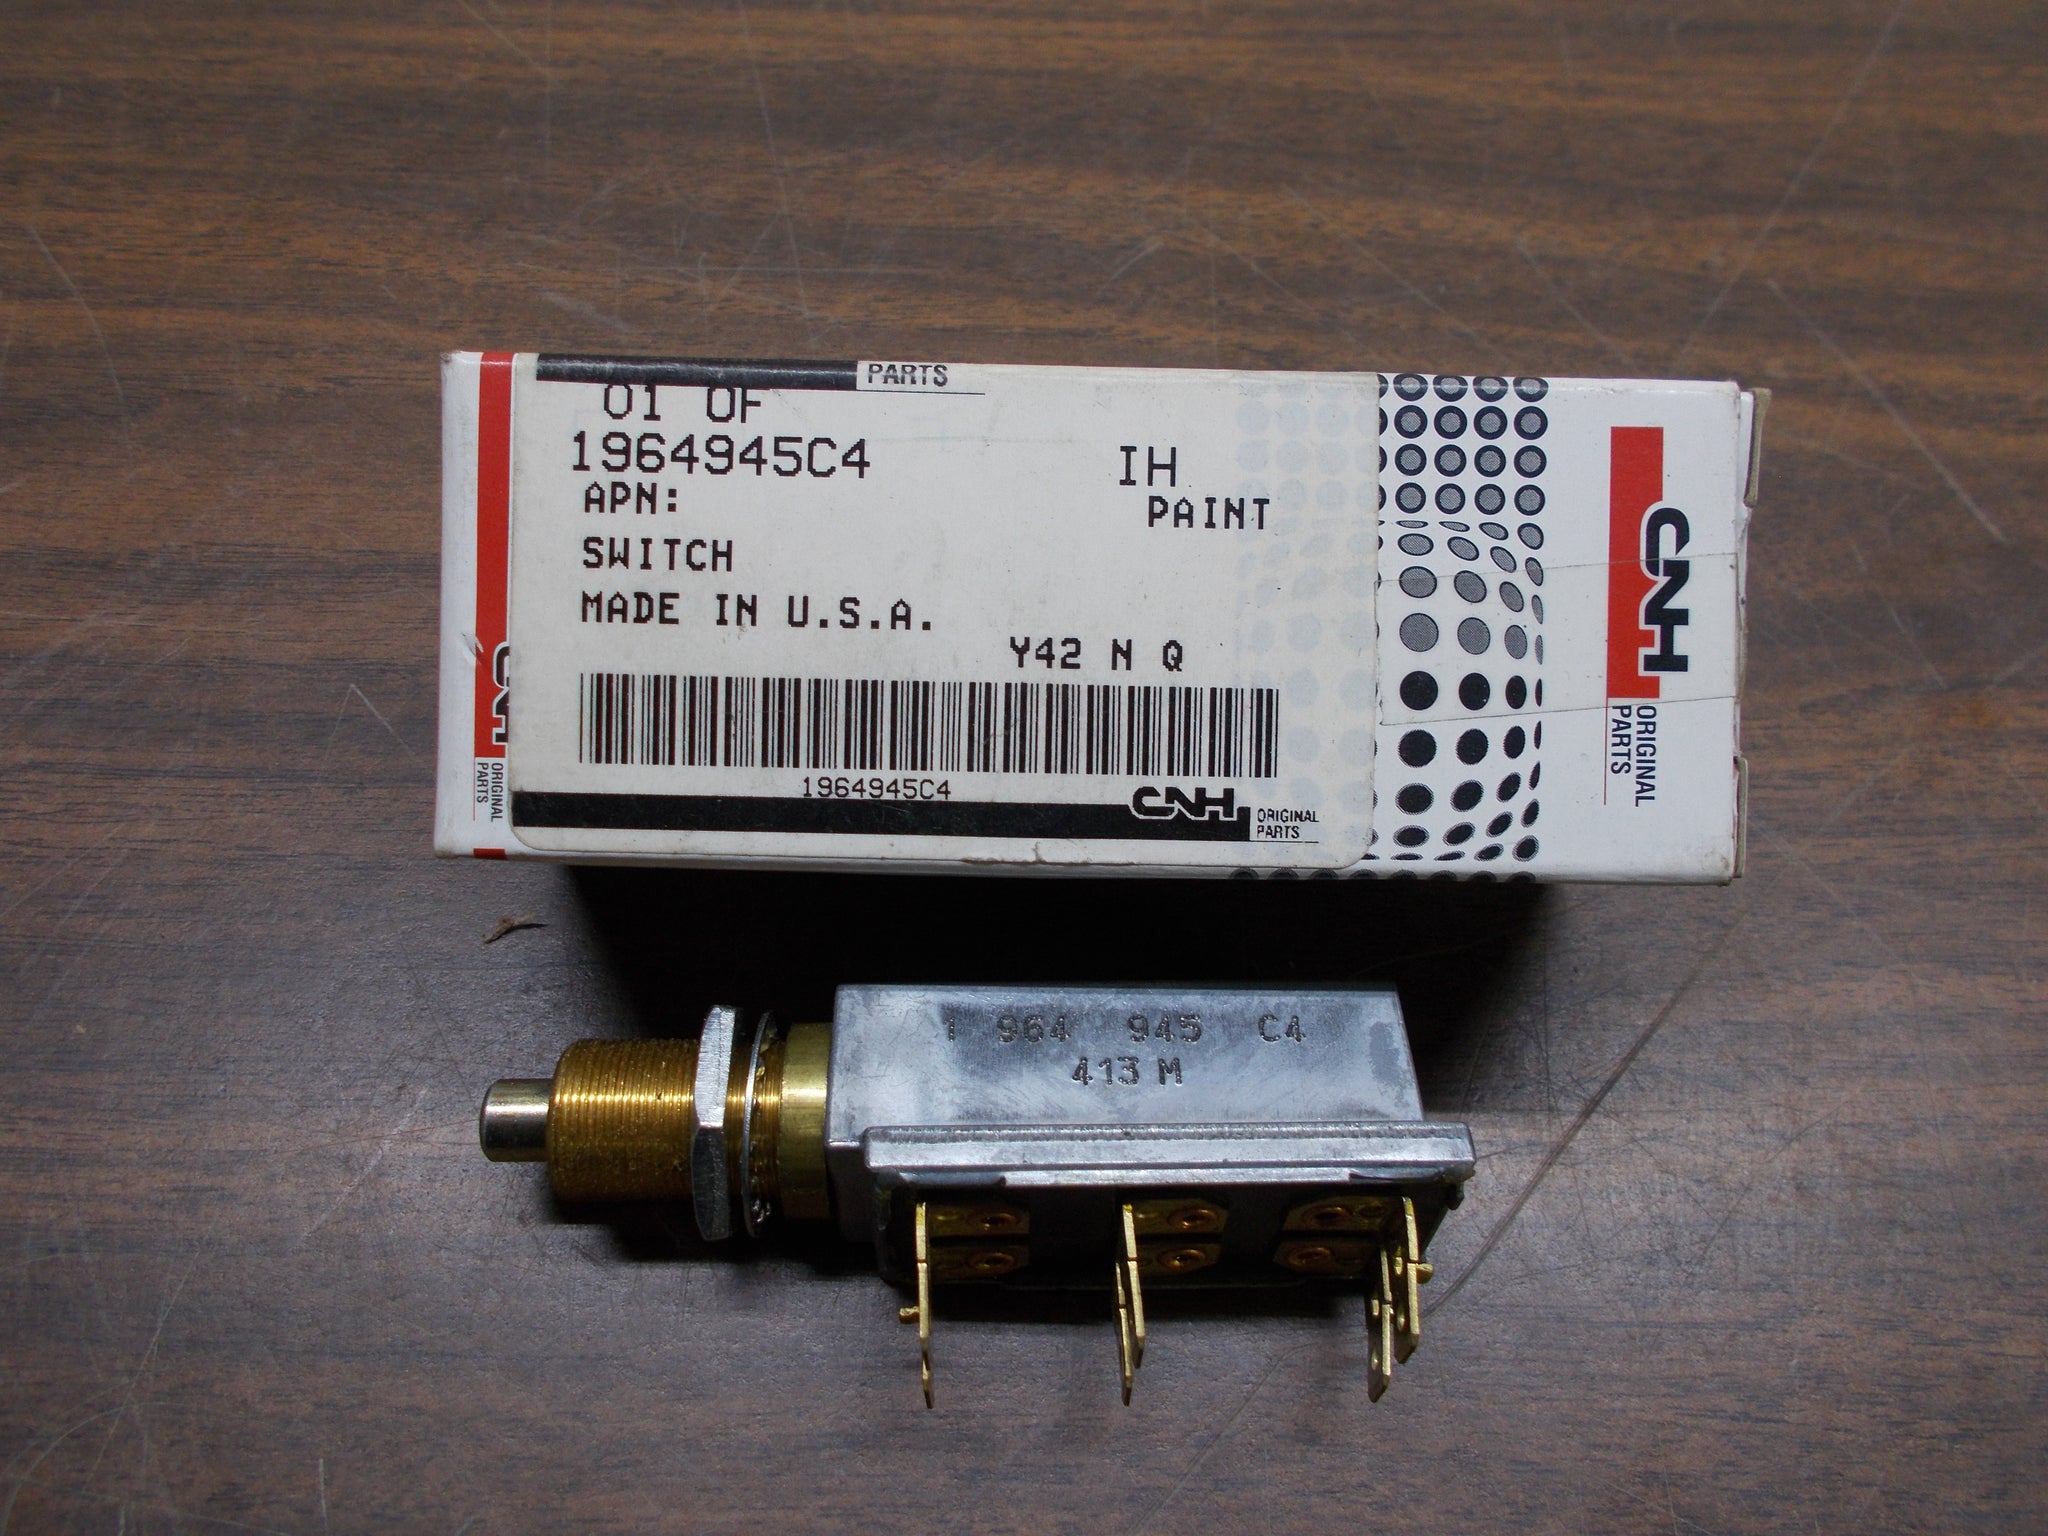 PARTS
01 OF
1964945C4
IH
APN:
PAINT
SWITCH
MADE IN U.S.A.
Y42 N Q
1964945C4
CNH
ORIGINAL
PARTS
CNH
ORIGINAL
PARTS
CNH
ORIGINAL
PARTS
1 964 945 C4
413 M